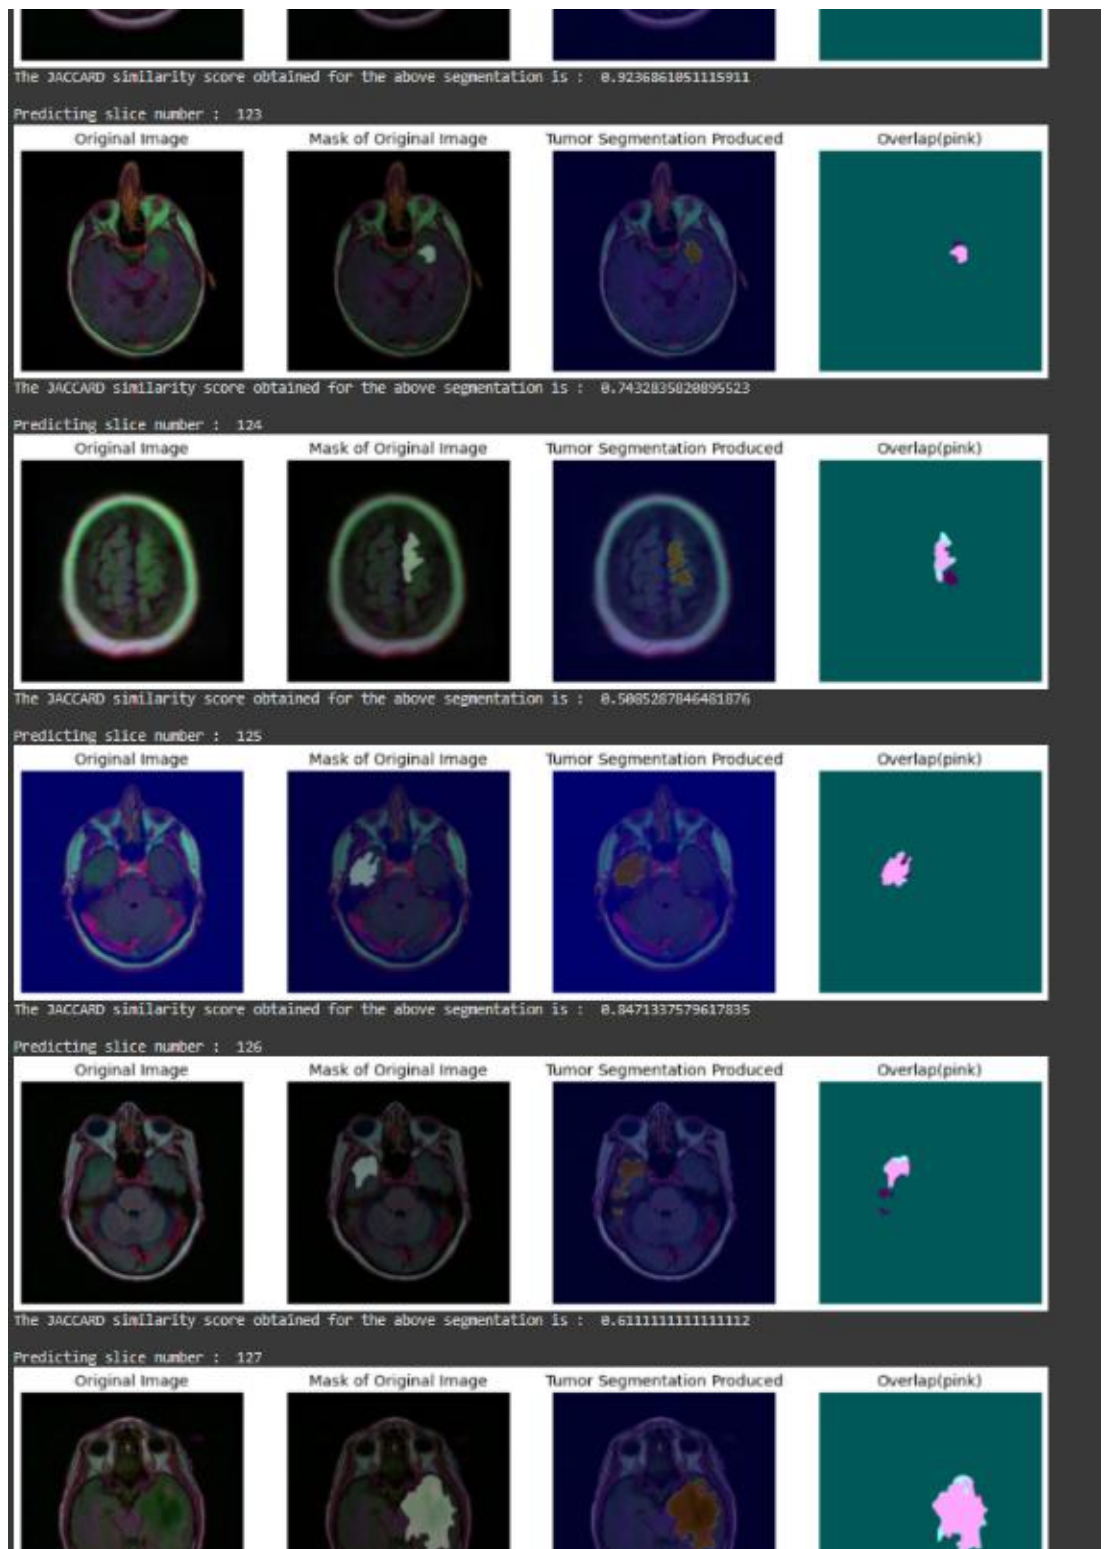 The JACCARD similarity score obtained for the above segmentation is :  0.9236861051115911
Predicting slice number :  123
Original Image Mask of Original Image Tumor Segmentation Produced Overlap(pink)
The JACCARD similarity score obtained for the above segmentation is :  0.7432835820895523
Predicting slice number :  124
Original Image Mask of Original Image Tumor Segmentation Produced Overlap(pink)
The JACCARD similarity score obtained for the above segmentation is :  0.5085287846481876
Predicting slice number :  125
Original Image Mask of Original Image Tumor Segmentation Produced Overlap(pink)
The JACCARD similarity score obtained for the above segmentation is :  0.8471337579617835
Predicting slice number :  126
Original Image Mask of Original Image Tumor Segmentation Produced Overlap(pink)
The JACCARD similarity score obtained for the above segmentation is :  0.6111111111111112
Predicting slice number :  127
Original Image Mask of Original Image Tumor Segmentation Produced Overlap(pink)